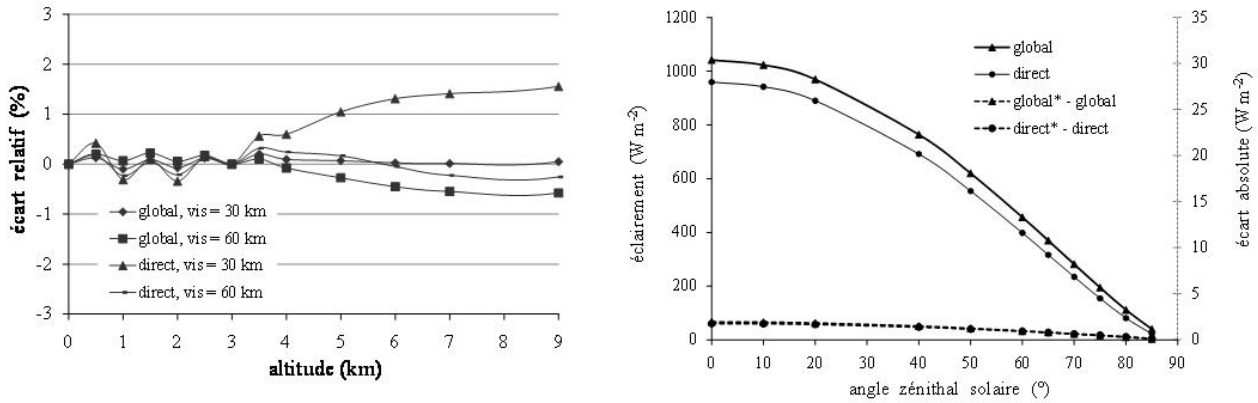 écart relatif (%)
3
2
1
0
-1
-2
-3
global, vis = 30 km
global, vis = 60 km
direct, vis = 30 km
direct, vis = 60 km
0 1 2 3 4 5 6 7 8 9
altitude (km)
éclairement (W m-2)
1200
1000
800
600
400
200
0
global
direct
global* - global
direct* - direct
35
30
25
20
15
10
5
0
écart absolute (W m-2)
0 10 20 30 40 50 60 70 80 90
angle zénithal solaire (°)